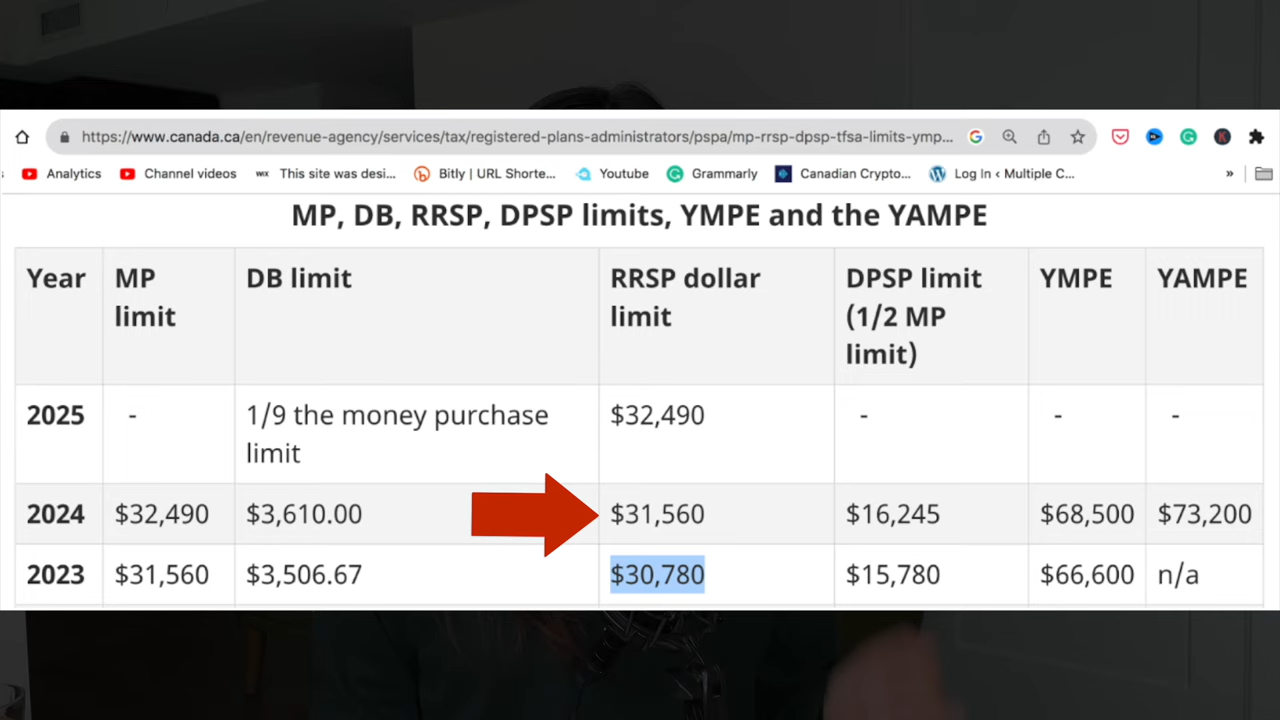 https://www.canada.ca/en/revenue-agency/services/tax/registered-plans-administrators/pspa/mp-rrsp-dpsp-tfsa-limits-ymp...
Analytics Channel videos WIX This site was desi... Bitly | URL Shorte... Youtube Grammarly Canadian Crypto... Log In ‹ Multiple C... »
MP, DB, RRSP, DPSP limits, YMPE and the YAMPE
Year MP limit DB limit RRSP dollar limit DPSP limit (1/2 MP limit) YMPE YAMPE
2025 - 1/9 the money purchase limit $32,490 - - -
2024 $32,490 $3,610.00 $31,560 $16,245 $68,500 $73,200
2023 $31,560 $3,506.67 $30,780 $15,780 $66,600 n/a